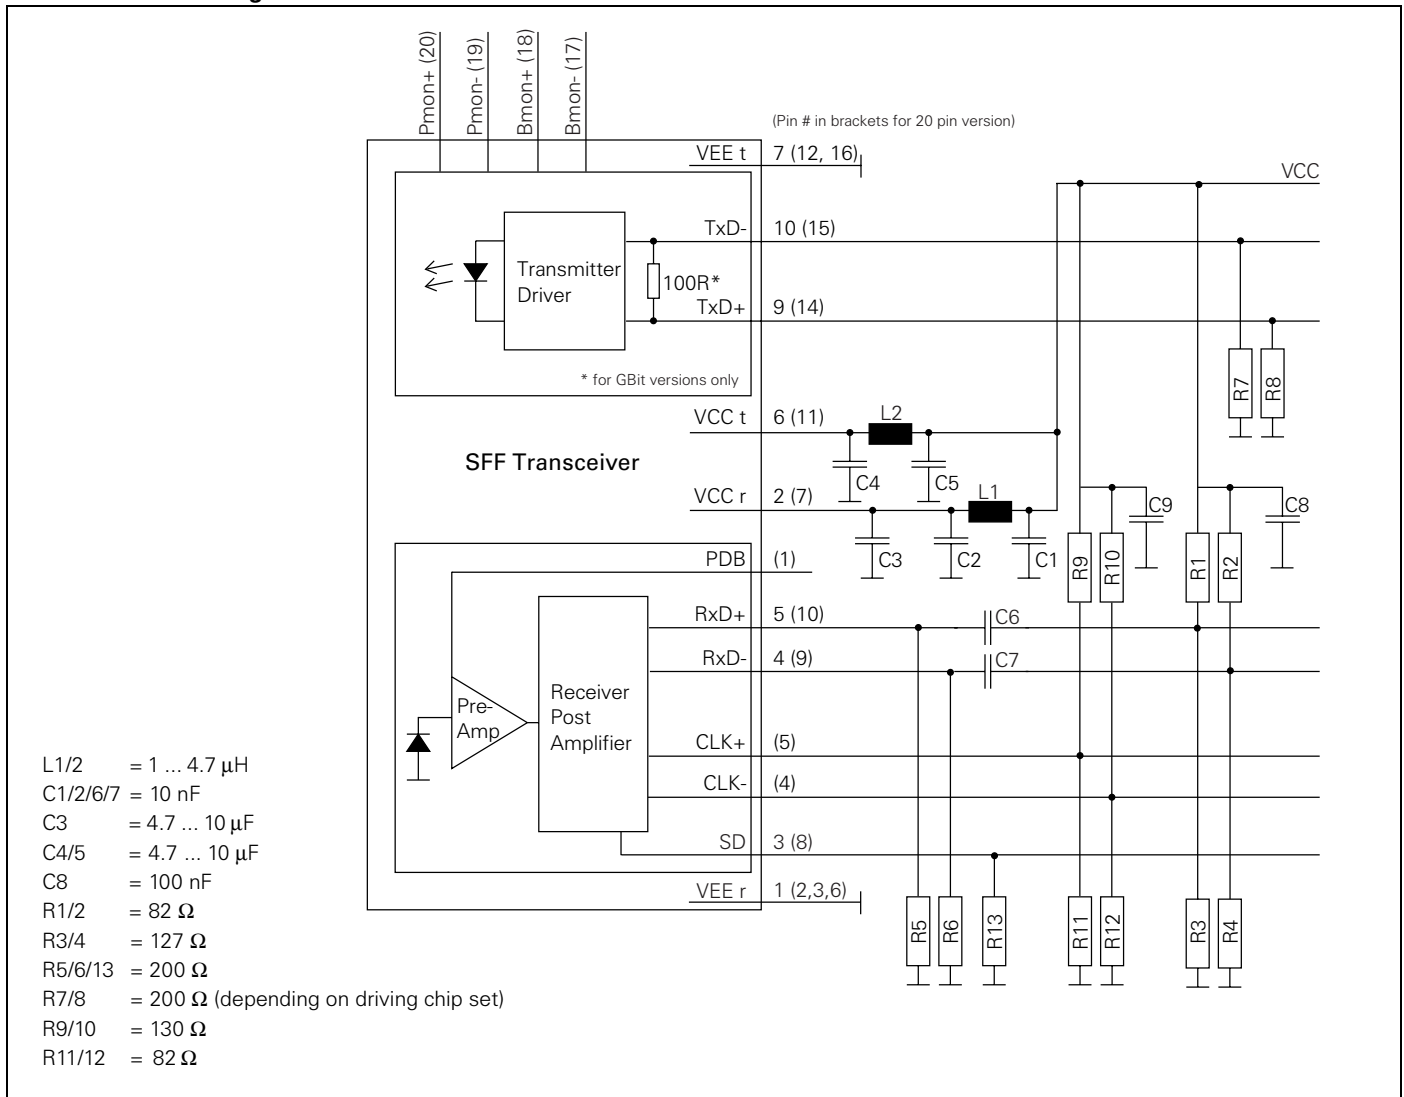 Pmon+ (20)
Pmon- (19)
Bmon+ (18)
Bmon- (17)
(Pin # in brackets for 20 pin version)
VEE t 7 (12, 16)
VCC
TxD- 10 (15)
Transmitter
Driver
100R*
TxD+ 9 (14)
* for GBit versions only
R7
R8
VCC t 6 (11)
L2
SFF Transceiver
C4
C5
VCC r 2 (7)
L1
C9
C8
C3
C2
C1
R9
R10
R1
R2
PDB (1)
RxD+ 5 (10)
C6
RxD- 4 (9)
C7
Pre-
Amp
Receiver
Post
Amplifier
CLK+ (5)
CLK- (4)
SD 3 (8)
VEE r 1 (2,3,6)
R5
R6
R13
R11
R12
R3
R4
L1/2 = 1 ... 4.7 µH
C1/2/6/7 = 10 nF
C3 = 4.7 ... 10 µF
C4/5 = 4.7 ... 10 µF
C8 = 100 nF
R1/2 = 82 Ω
R3/4 = 127 Ω
R5/6/13 = 200 Ω
R7/8 = 200 Ω (depending on driving chip set)
R9/10 = 130 Ω
R11/12 = 82 Ω